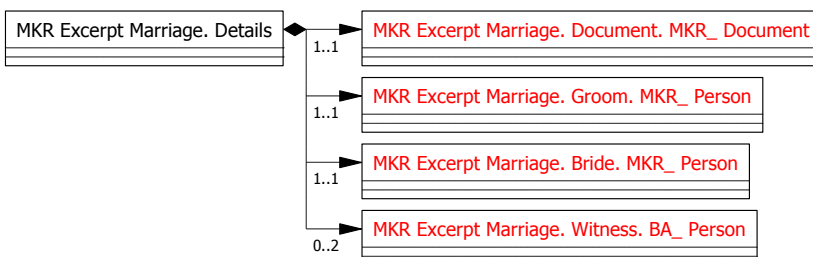 MKR Excerpt Marriage. Details
MKR Excerpt Marriage. Document. MKR_ Document
1..1
MKR Excerpt Marriage. Groom. MKR_ Person
1..1
MKR Excerpt Marriage. Bride. MKR_ Person
1..1
MKR Excerpt Marriage. Witness. BA_ Person
0..2